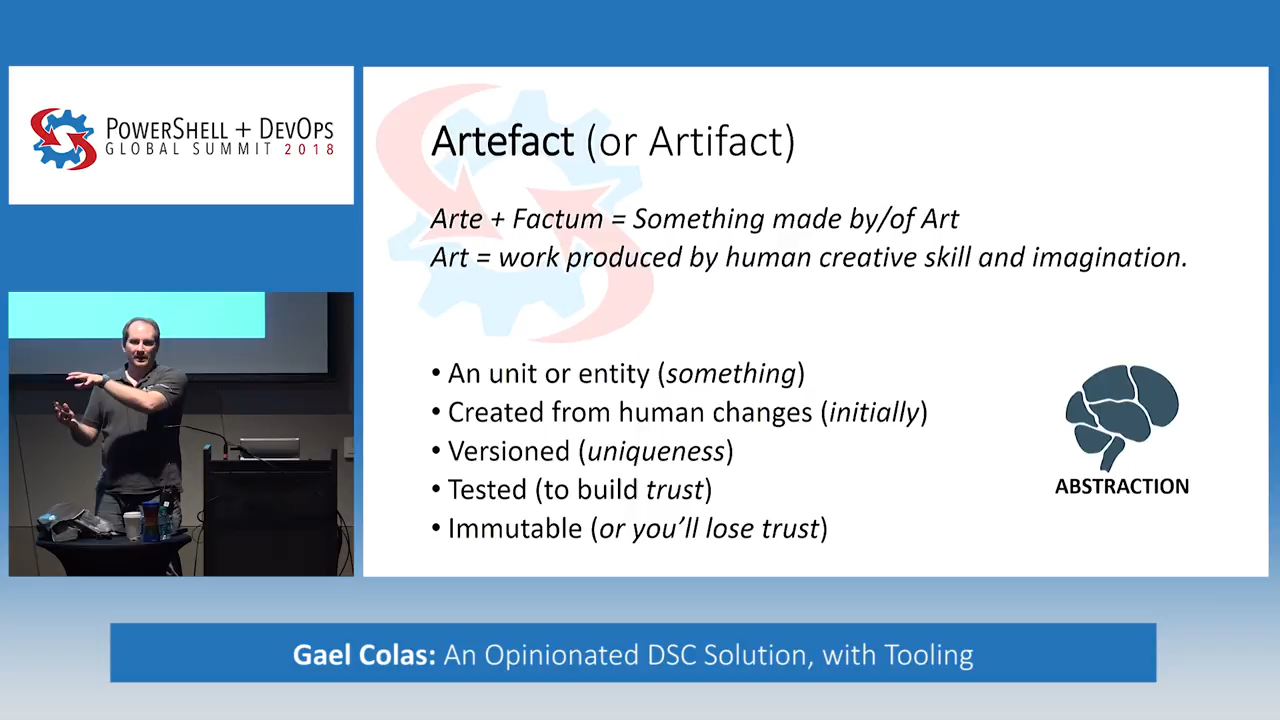 POWERSHELL + DEVOPS
GLOBAL SUMMIT 2018
Artefact (or Artifact)
Arte + Factum = Something made by/of Art
Art = work produced by human creative skill and imagination.
• An unit or entity (something)
• Created from human changes (initially)
• Versioned (uniqueness)
• Tested (to build trust)
• Immutable (or you'll lose trust)
ABSTRACTION
Gael Colas: An Opinionated DSC Solution, with Tooling